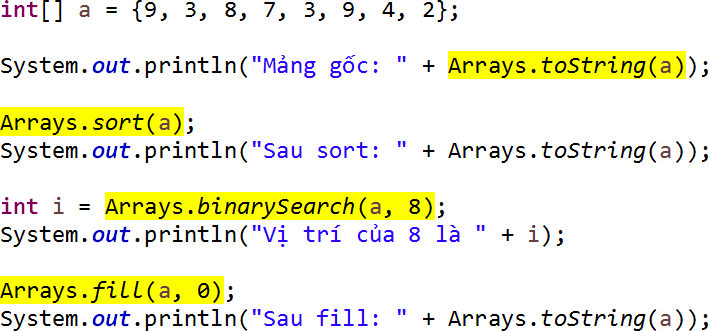 int[] a = {9, 3, 8, 7, 3, 9, 4, 2};
System.out.println("Mảng gốc: " + Arrays.toString(a));
Arrays.sort(a);
System.out.println("Sau sort: " + Arrays.toString(a));
int i = Arrays.binarySearch(a, 8);
System.out.println("Vị trí của 8 là " + i);
Arrays.fill(a, 0);
System.out.println("Sau fill: " + Arrays.toString(a));